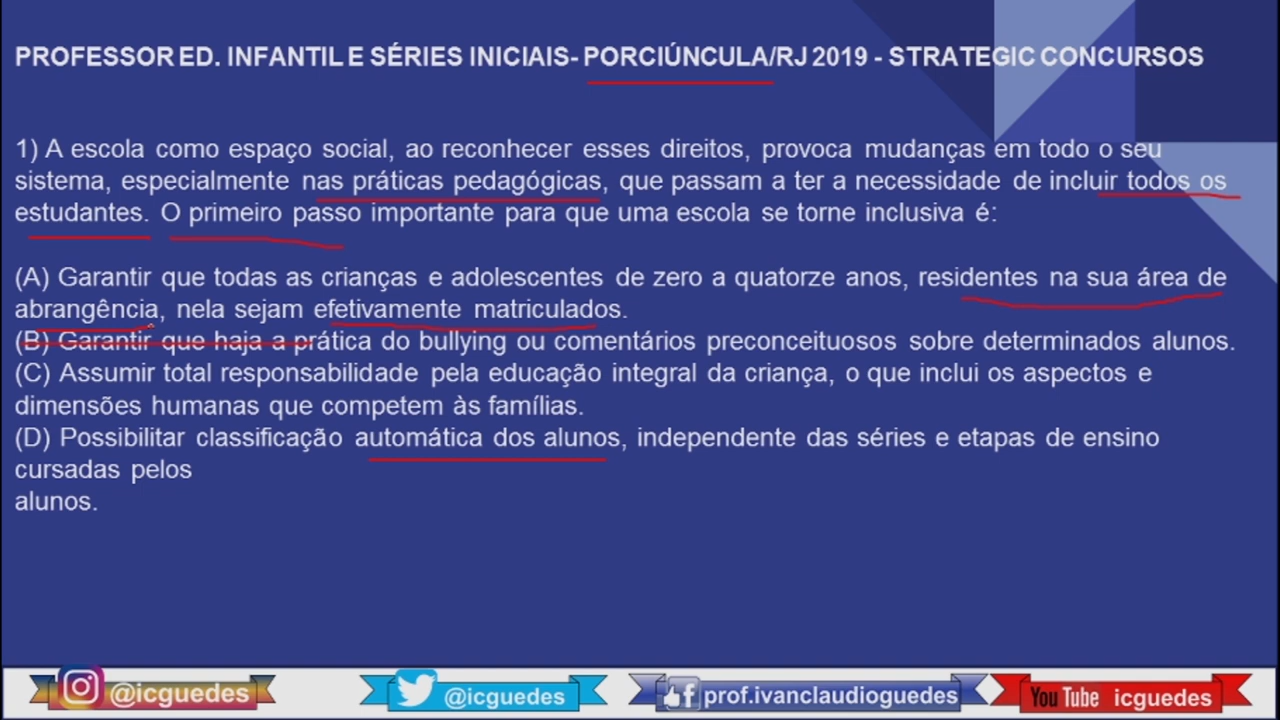 PROFESSOR ED. INFANTIL E SÉRIES INICIAIS- PORCIÚNCULA/RJ 2019 - STRATEGIC CONCURSOS
1) A escola como espaço social, ao reconhecer esses direitos, provoca mudanças em todo o seu
sistema, especialmente nas práticas pedagógicas, que passam a ter a necessidade de incluir todos os
estudantes. O primeiro passo importante para que uma escola se torne inclusiva é:
(A) Garantir que todas as crianças e adolescentes de zero a quatorze anos, residentes na sua área de
abrangência, nela sejam efetivamente matriculados.
(B) Garantir que haja a prática do bullying ou comentários preconceituosos sobre determinados alunos.
(C) Assumir total responsabilidade pela educação integral da criança, o que inclui os aspectos e
dimensões humanas que competem às famílias.
(D) Possibilitar classificação automática dos alunos, independente das séries e etapas de ensino
cursadas pelos
alunos.
@icguedes @icguedes prof.ivanclaudioguedes You Tube icguedes